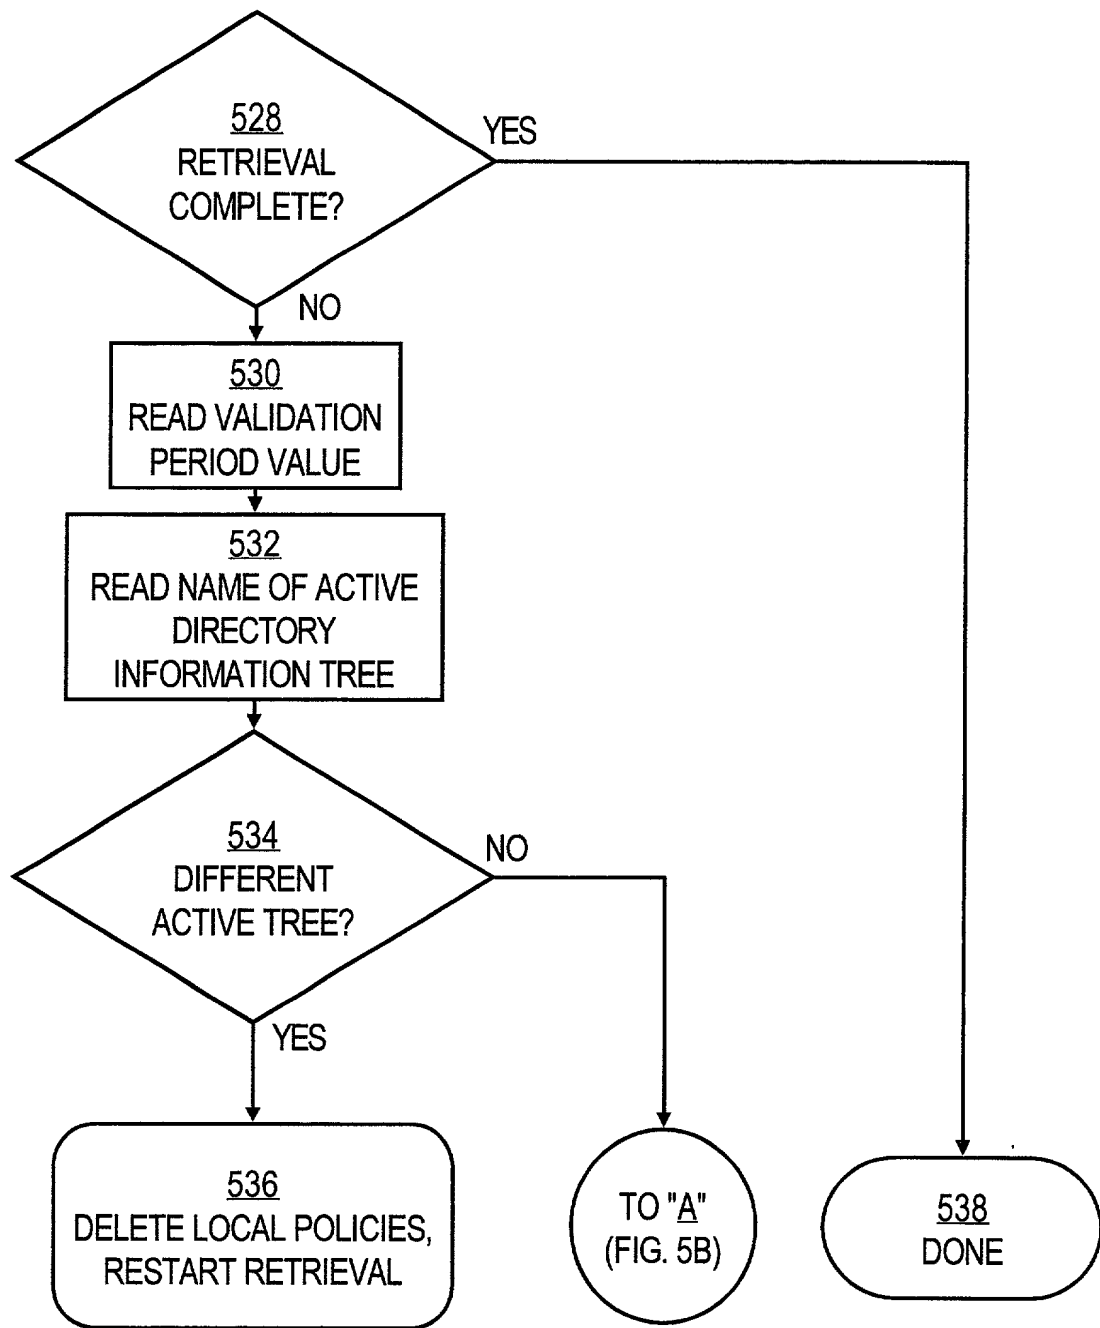 528
RETRIEVAL
COMPLETE?
YES
NO
530
READ VALIDATION
PERIOD VALUE
532
READ NAME OF ACTIVE
DIRECTORY
INFORMATION TREE
534
DIFFERENT
ACTIVE TREE?
NO
YES
536
DELETE LOCAL POLICIES,
RESTART RETRIEVAL
TO "A"
(FIG. 5B)
538
DONE